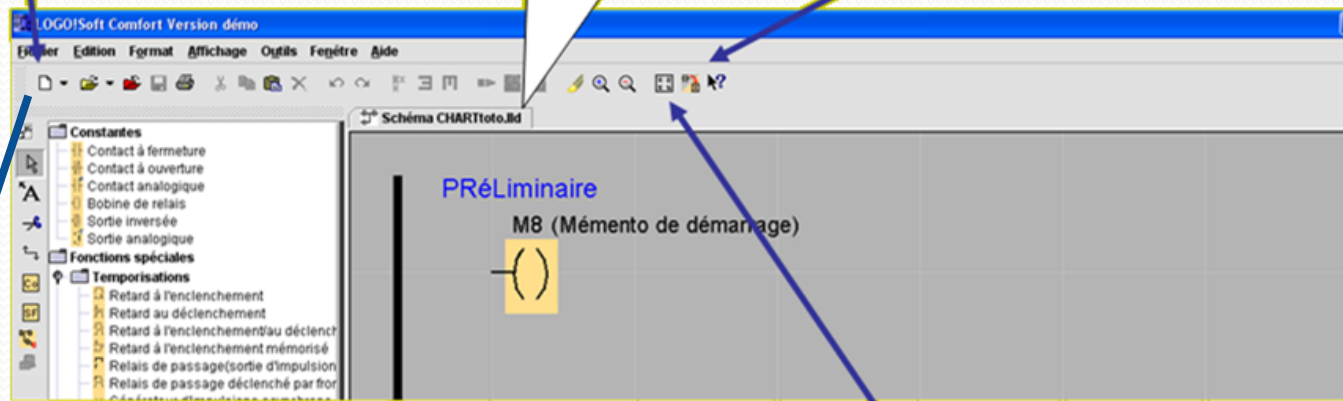 LOGO!Soft Comfort Version démo
Edition Format Affichage Outils Fenêtre Aide
Schéma CHARTtoto.lld
Constantes
Contact à fermeture
Contact à ouverture
Contact analogique
Bobine de relais
Sortie inversée
Sortie analogique
Fonctions spéciales
Temporisations
Retard à l'enclenchement
Retard au déclenchement
Retard à l'enclenchement/au déclench
Retard à l'enclenchement mémorisé
Relais de passage(sortie d'impulsion
Relais de passage déclenché par fror
PRéLiminaire
M8 (Mémento de démarrage)
A
Co
SF